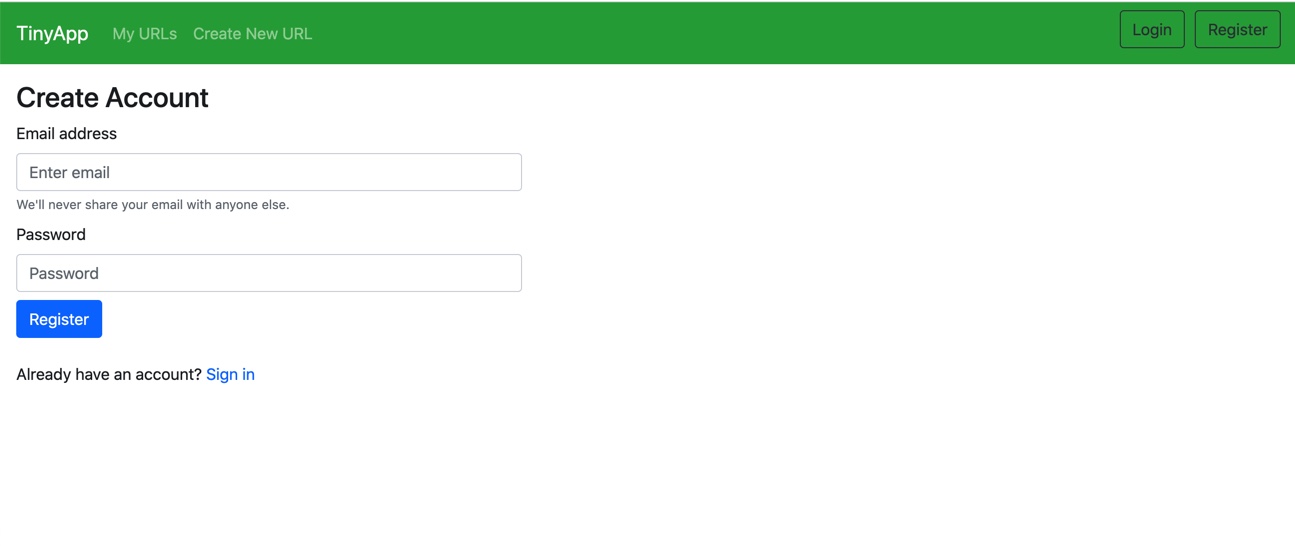 TinyApp My URLs Create New URL Login Register
Create Account
Email address
Enter email
We'll never share your email with anyone else.
Password
Password
Register
Already have an account? Sign in